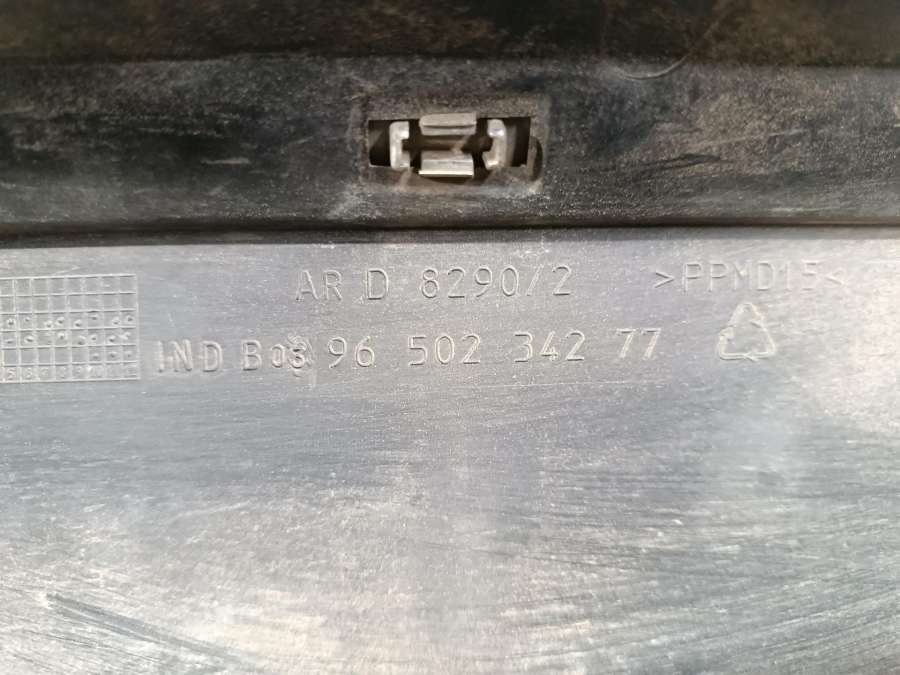 AR D 8290/2 >PPMD15<
IND B03 96 502 342 77